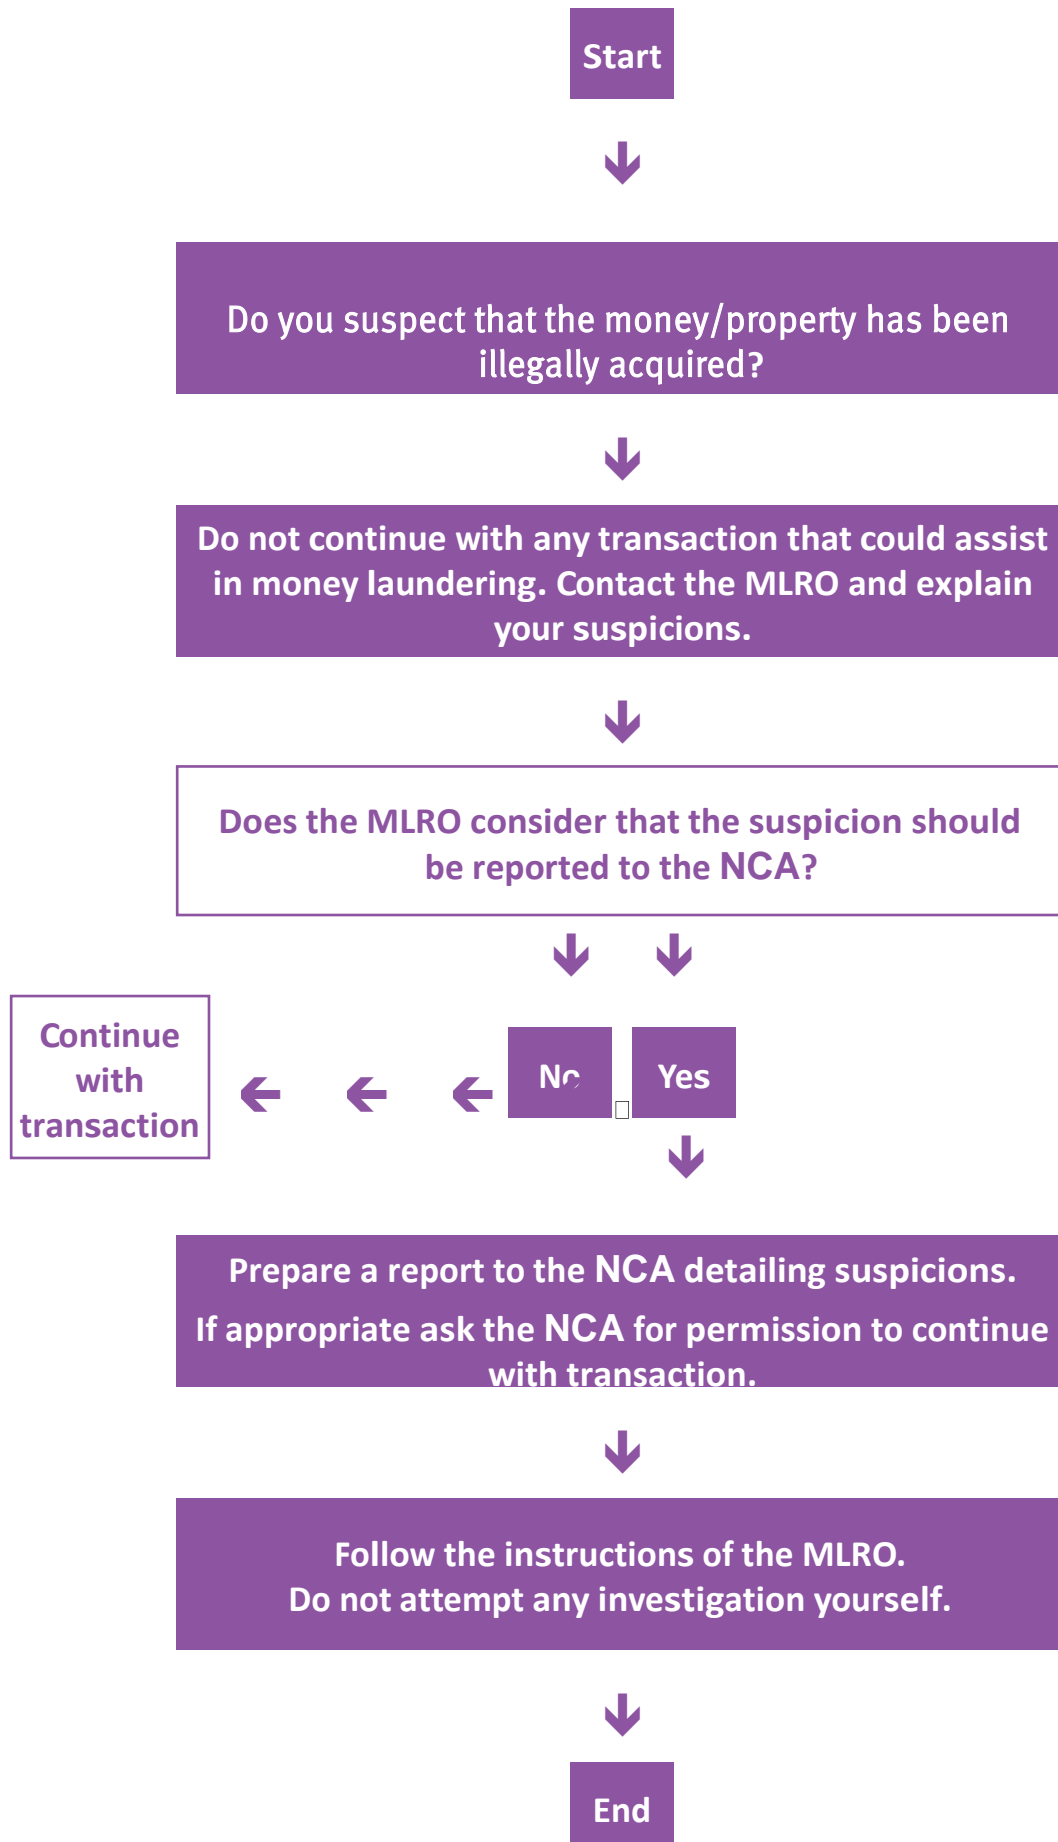 Start
Do you suspect that the money/property has been
illegally acquired?
Do not continue with any transaction that could assist
in money laundering. Contact the MLRO and explain
your suspicions.
Does the MLRO consider that the suspicion should
be reported to the NCA?
Continue
with
transaction
No
Yes
Prepare a report to the NCA detailing suspicions.
If appropriate ask the NCA for permission to continue
with transaction.
Follow the instructions of the MLRO.
Do not attempt any investigation yourself.
End